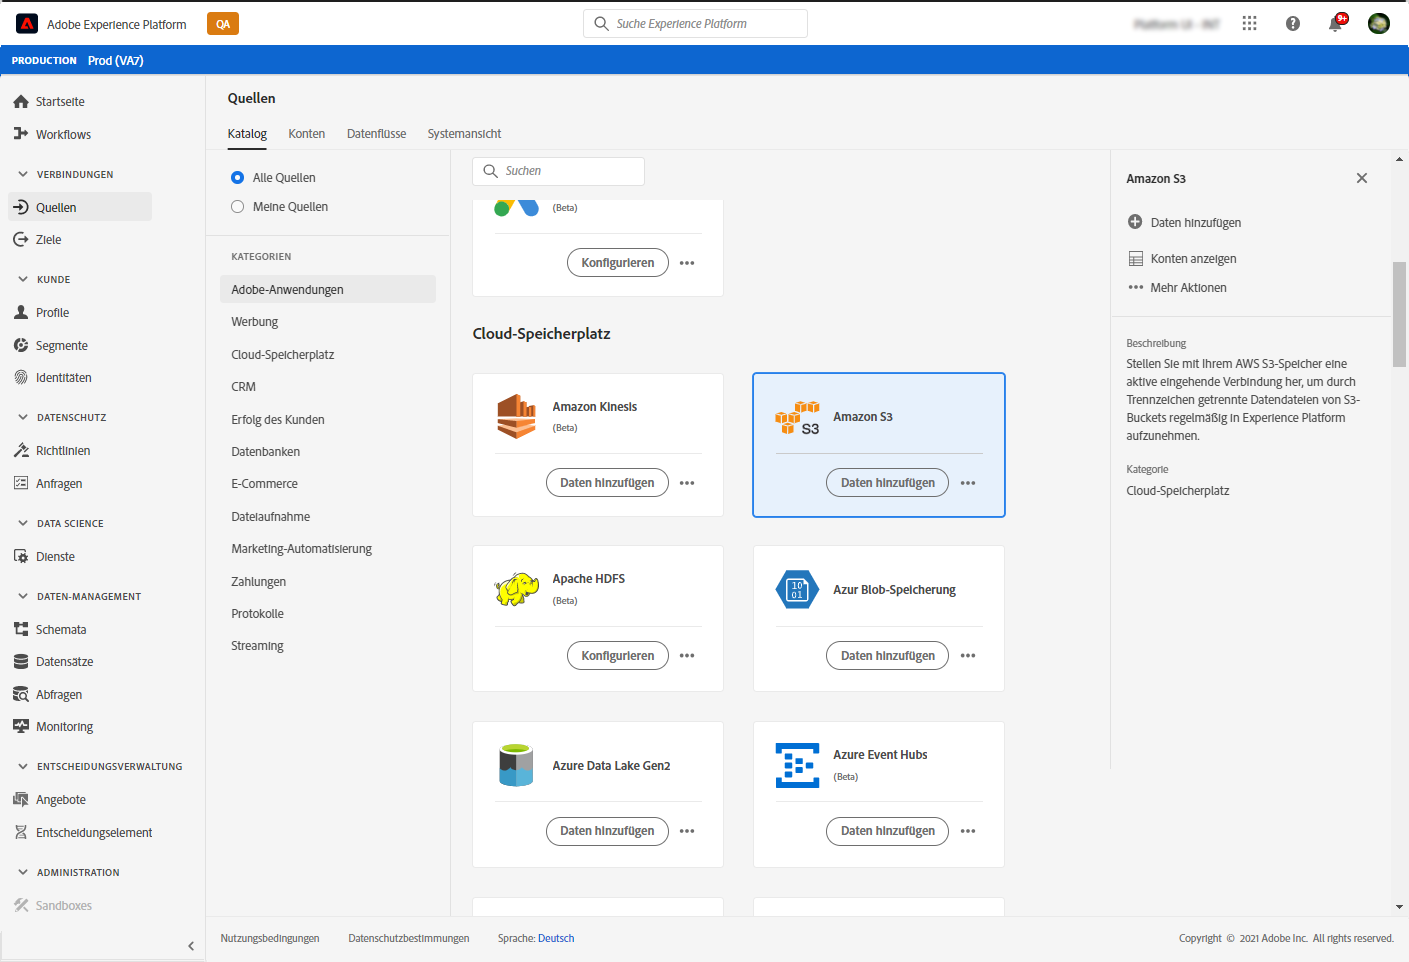 Adobe Experience Platform
QA
Suche Experience Platform
9+
PRODUCTION Prod (VA7)
Startseite
Workflows
VERBINDUNGEN
Quellen
Ziele
KUNDE
Profile
Segmente
Identitäten
DATENSCHUTZ
Richtlinien
Anfragen
DATA SCIENCE
Dienste
DATEN-MANAGEMENT
Schemata
Datensätze
Abfragen
Monitoring
ENTSCHEIDUNGSVERWALTUNG
Angebote
Entscheidungselement
ADMINISTRATION
Sandboxes
Quellen
Katalog Konten Datenflüsse Systemansicht
Alle Quellen
Meine Quellen
KATEGORIEN
Adobe-Anwendungen
Werbung
Cloud-Speicherplatz
CRM
Erfolg des Kunden
Datenbanken
E-Commerce
Dateiaufnahme
Marketing-Automatisierung
Zahlungen
Protokolle
Streaming
Suchen
(Beta)
Konfigurieren
Cloud-Speicherplatz
Amazon Kinesis
(Beta)
Daten hinzufügen
S3
Amazon S3
Daten hinzufügen
Apache HDFS
(Beta)
Konfigurieren
10
01
Azur Blob-Speicherung
Daten hinzufügen
Azure Data Lake Gen2
Daten hinzufügen
Azure Event Hubs
(Beta)
Daten hinzufügen
Amazon S3
Daten hinzufügen
Konten anzeigen
Mehr Aktionen
Beschreibung
Stellen Sie mit Ihrem AWS S3-Speicher eine
aktive eingehende Verbindung her, um durch
Trennzeichen getrennte Datendateien von S3-
Buckets regelmäßig in Experience Platform
aufzunehmen.
Kategorie
Cloud-Speicherplatz
Nutzungsbedingungen Datenschutzbestimmungen Sprache: Deutsch
Copyright © 2021 Adobe Inc. All rights reserved.